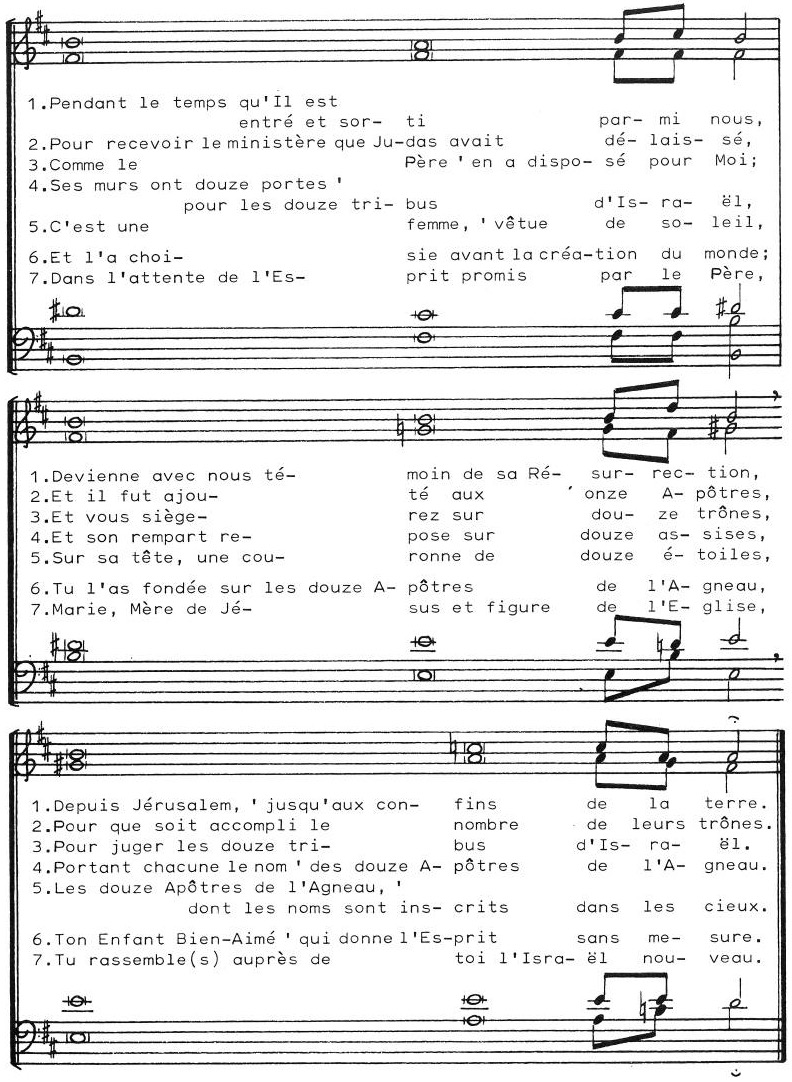 1.Pendant le temps qu'Il est
entré et sor- ti par- mi nous,
2.Pour recevoir le ministère que Ju-das avait dé- lais- sé,
3.Comme le Père ' en a dispo- sé pour Moi;
4.Ses murs ont douze portes '
pour les douze tri- bus d'Is- ra- ël,
5.C'est une femme, ' vêtue de so- leil,
6.Et l'a choi- sie avant la créa-tion du monde;
7.Dans l'attente de l'Es- prit promis par le Père,
1.Devienne avec nous té- moin de sa Ré- sur- rec- tion,
2.Et il fut ajou- té aux ' onze A- pôtres,
3.Et vous siège- rez sur dou- ze trônes,
4.Et son rempart re- pose sur douze as- sises,
5.Sur sa tête, une cou- ronne de douze é- toiles,
6.Tu l'as fondée sur les douze A- pôtres de l'A- gneau,
7.Marie, Mère de Jé- sus et figure de l'E- glise,
1.Depuis Jérusalem, ' jusqu'aux con- fins de la terre.
2.Pour que soit accompli le nombre de leurs trônes.
3.Pour juger les douze tri- bus d'Is- ra- ël.
4.Portant chacune le nom ' des douze A- pôtres de l'A- gneau.
5.Les douze Apôtres de l'Agneau, '
dont les noms sont ins- crits dans les cieux.
6.Ton Enfant Bien-Aimé ' qui donne l'Es-prit sans me- sure.
7.Tu rassemble(s) auprès de toi l'Isra- ël nou- veau.